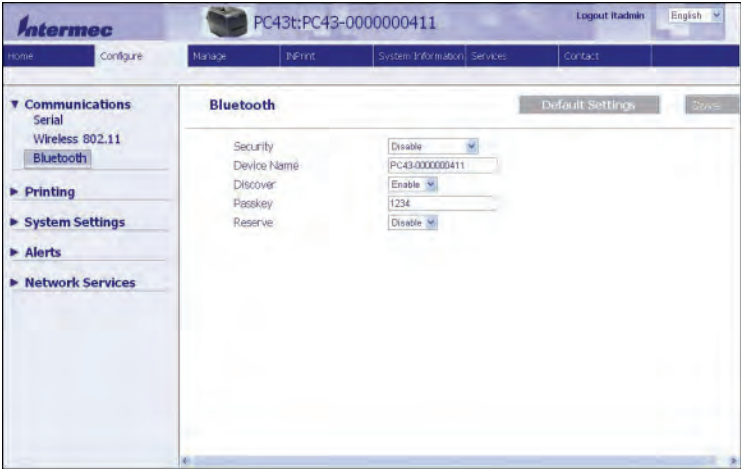 Intermec
PC43t:PC43-0000000411
Logout itadmin
English
Home
Configure
Manage
INPrint
System Information
Services
Contact
Communications
Serial
Wireless 802.11
Bluetooth
Printing
System Settings
Alerts
Network Services
Bluetooth
Default Settings
Save
Security Disable
Device Name PC43-0000000411
Discover Enable
Passkey 1234
Reserve Disable